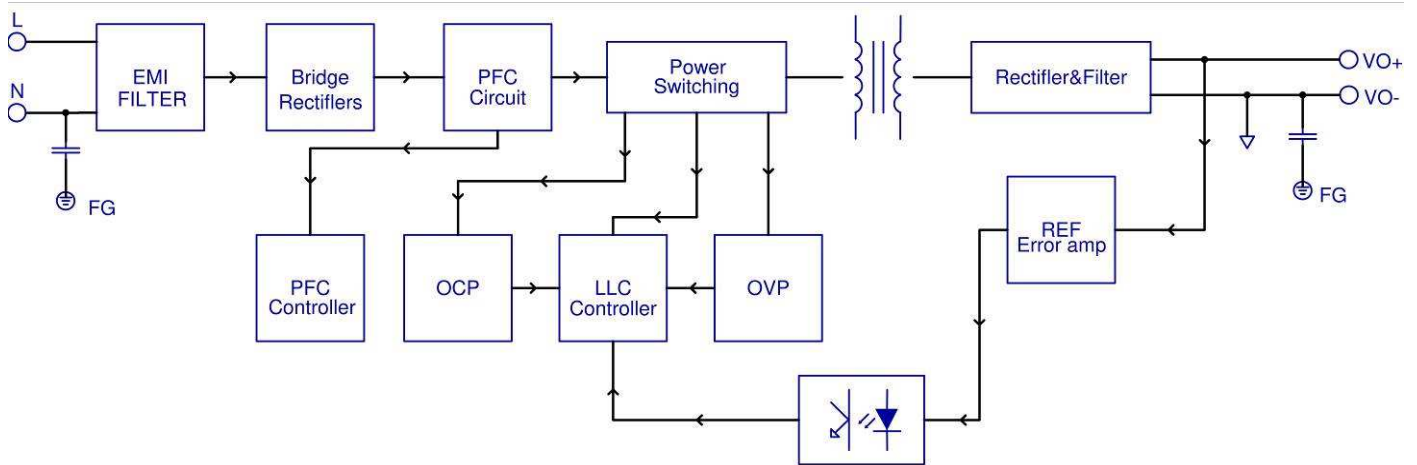 L
N
EMI
FILTER
Bridge
Rectiflers
PFC
Circuit
Power
Switching
Rectifler&Filter
VO+
VO-
FG
FG
PFC
Controller
OCP
LLC
Controller
OVP
REF
Error amp